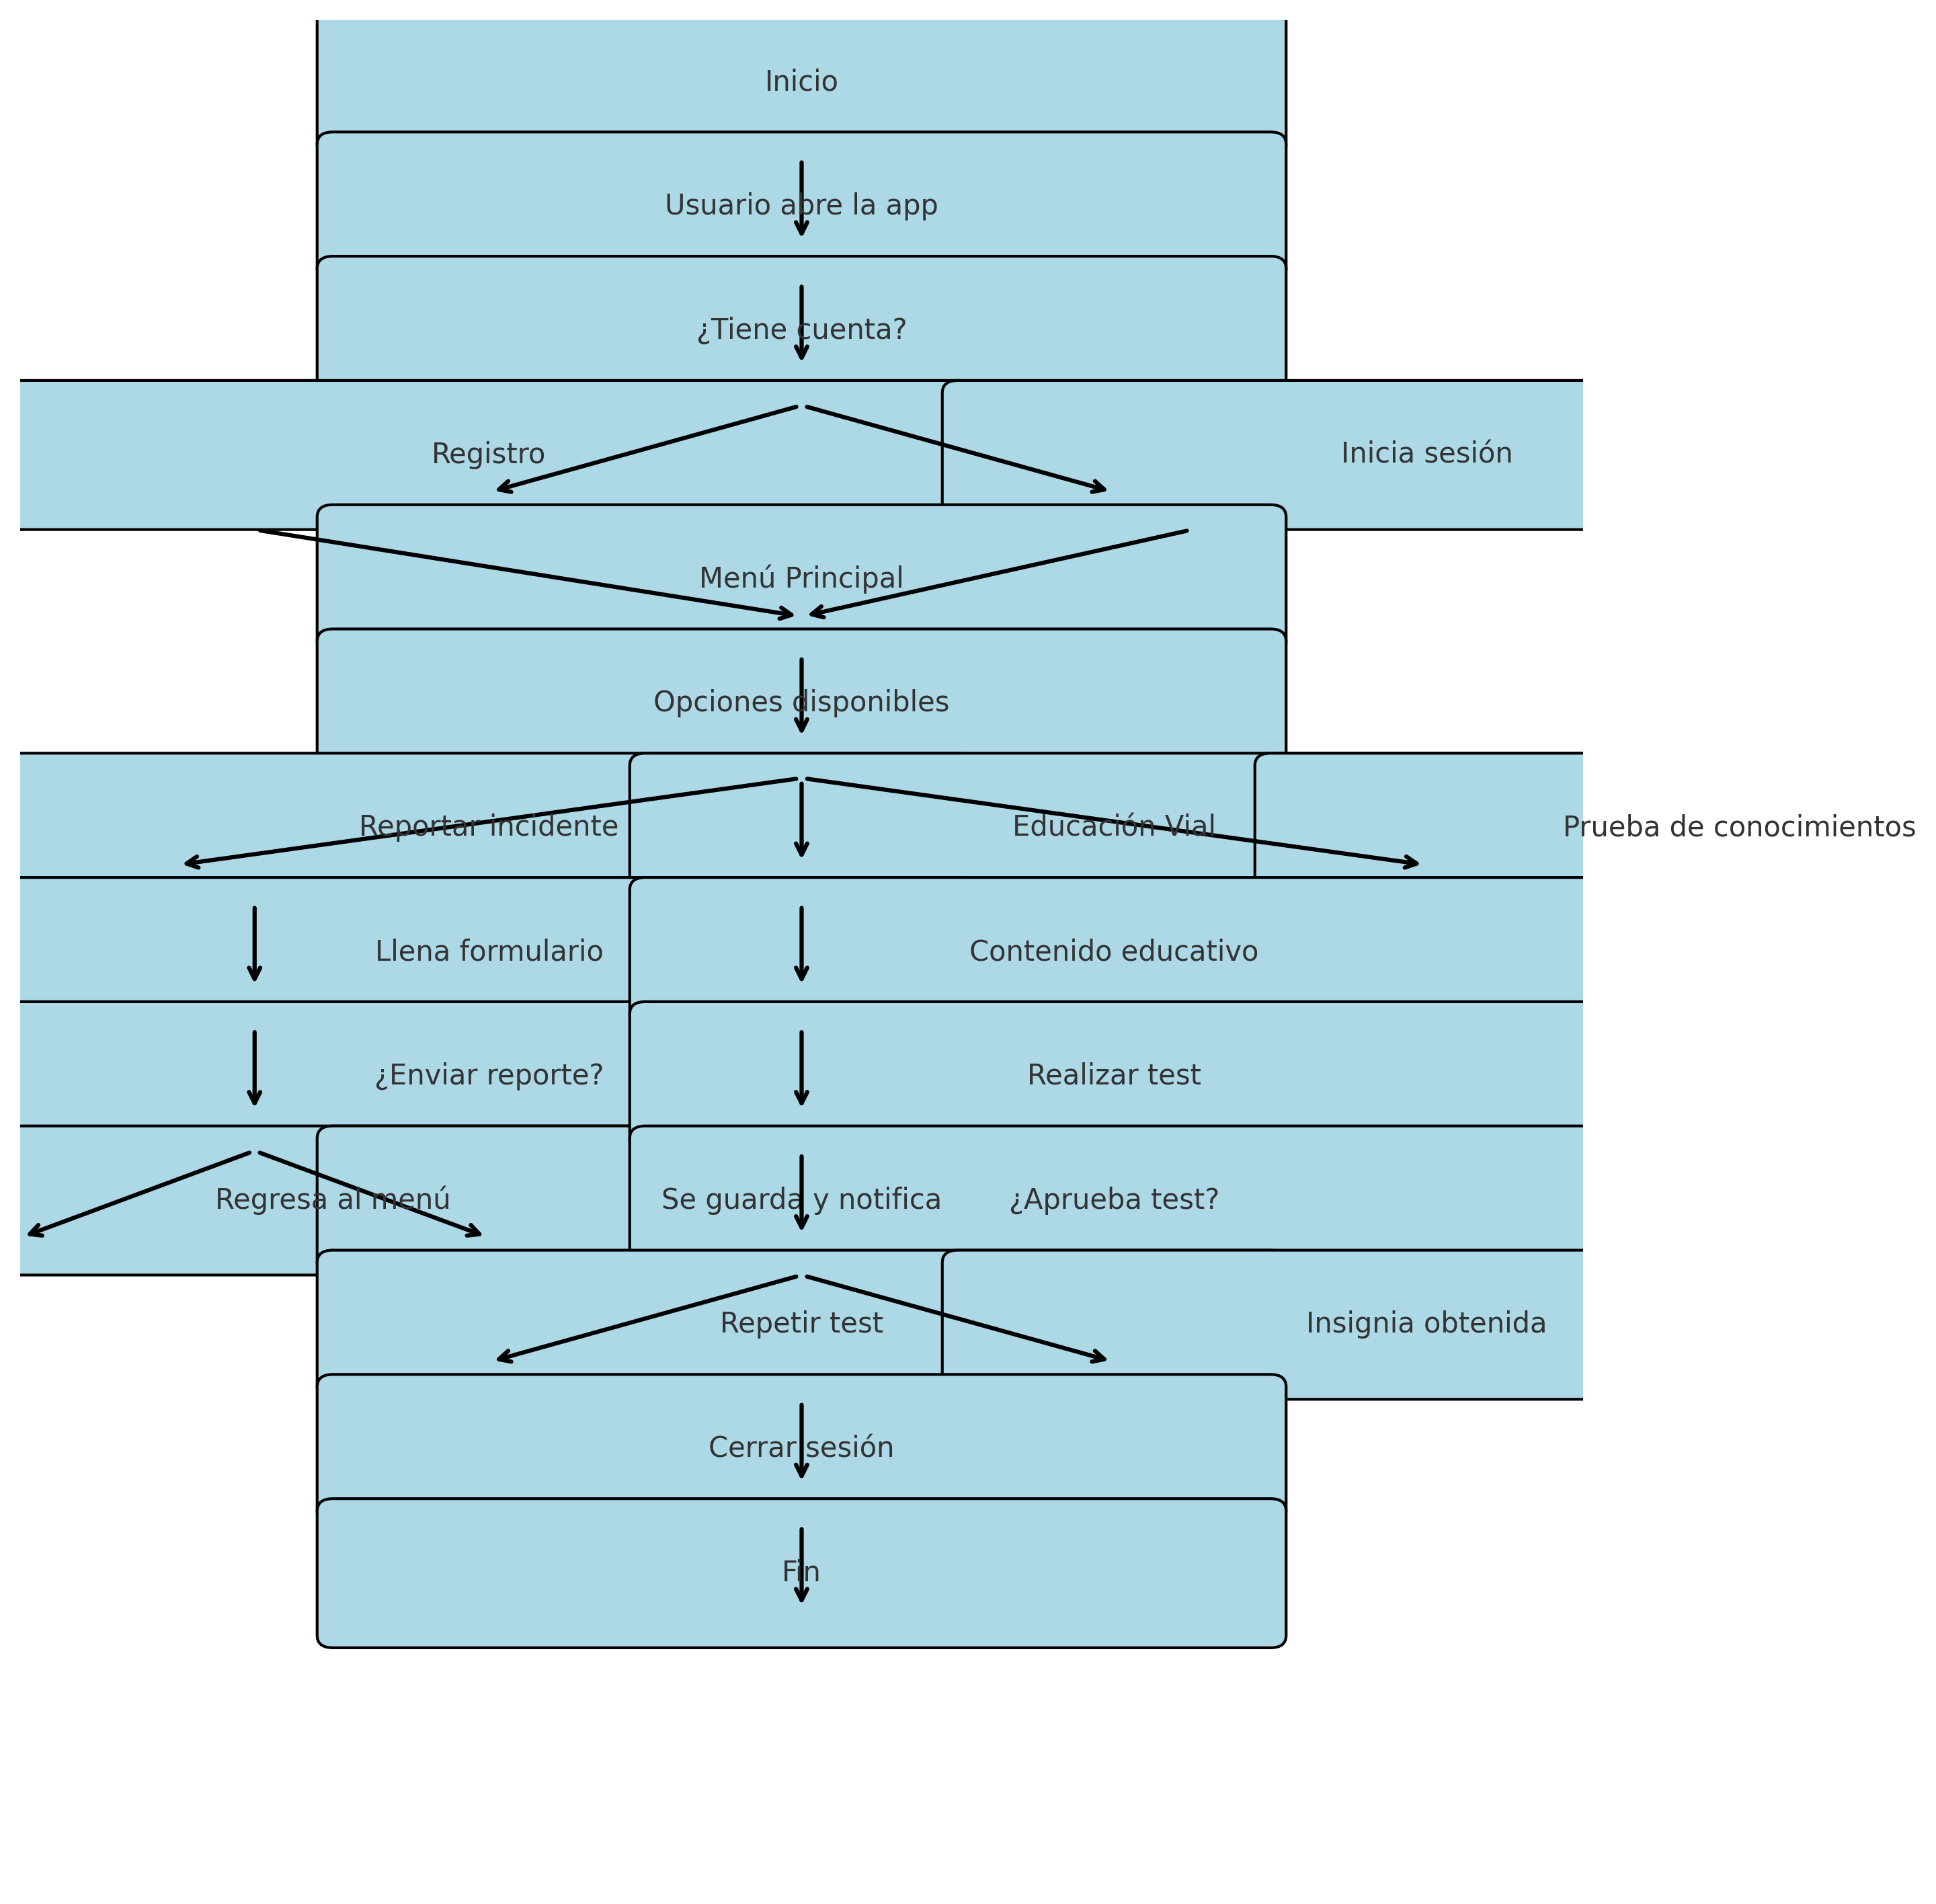 Inicio
Usuario abre la app
¿Tiene cuenta?
Registro
Inicia sesión
Menú Principal
Opciones disponibles
Reportar incidente
Educación Vial
Prueba de conocimientos
Llena formulario
Contenido educativo
¿Enviar reporte?
Realizar test
Regresa al menú
Se guarda y notifica
¿Aprueba test?
Repetir test
Insignia obtenida
Cerrar sesión
Fin